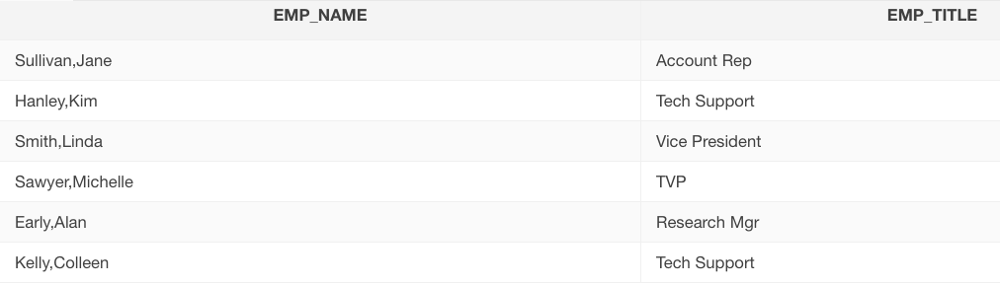 EMP_NAME EMP_TITLE
Sullivan,Jane Account Rep
Hanley,Kim Tech Support
Smith,Linda Vice President
Sawyer,Michelle TVP
Early,Alan Research Mgr
Kelly,Colleen Tech Support